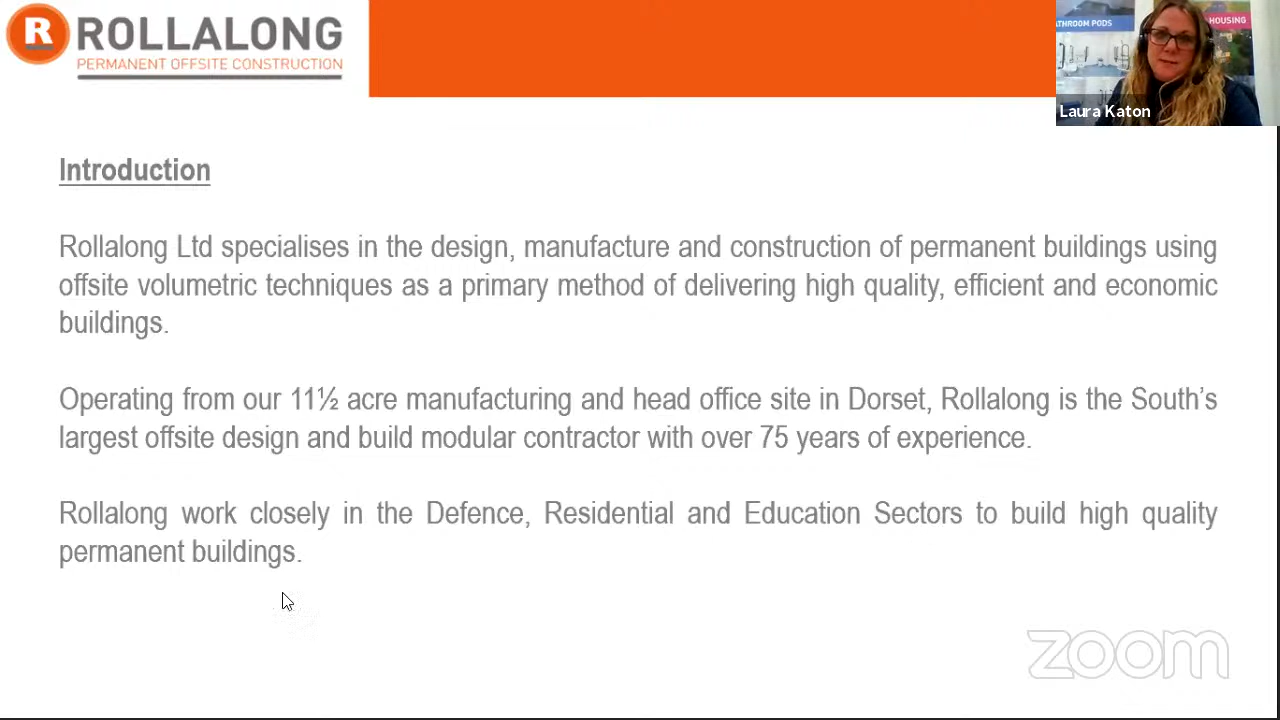 R ROLLALONG
PERMANENT OFFSITE CONSTRUCTION
ATHROOM PODS
HOUSING
Laura Katon
Introduction
Rollalong Ltd specialises in the design, manufacture and construction of permanent buildings using
offsite volumetric techniques as a primary method of delivering high quality, efficient and economic
buildings.
Operating from our 11½ acre manufacturing and head office site in Dorset, Rollalong is the South’s
largest offsite design and build modular contractor with over 75 years of experience.
Rollalong work closely in the Defence, Residential and Education Sectors to build high quality
permanent buildings.
zoom